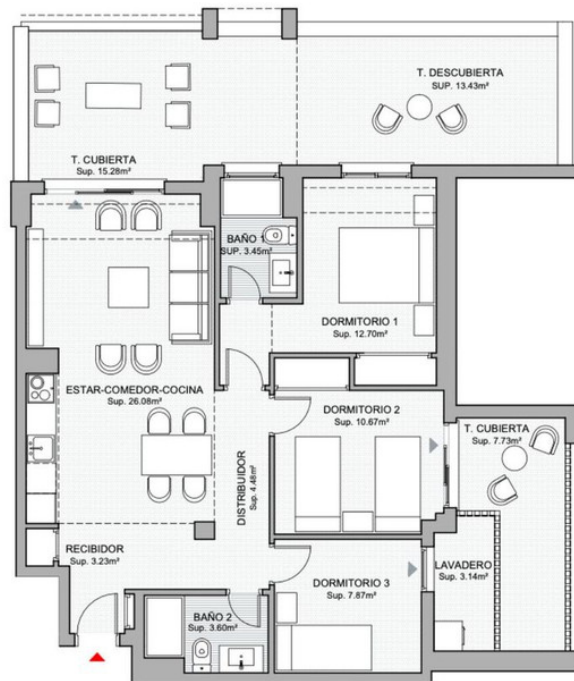 T. DESCUBIERTA
SUP. 13.43m²
T. CUBIERTA
Sup. 15.28m²
BAÑO 1
SUP. 3.45m²
DORMITORIO 1
Sup. 12.70m²
ESTAR-COMEDOR-COCINA
Sup. 26.08m²
DORMITORIO 2
Sup. 10.67m²
T. CUBIERTA
Sup. 7.73m²
DISTRIBUIDOR
Sup. 4.48m²
RECIBIDOR
Sup. 3.23m²
DORMITORIO 3
Sup. 7.87m²
LAVADERO
Sup. 3.14m²
BAÑO 2
Sup. 3.60m²